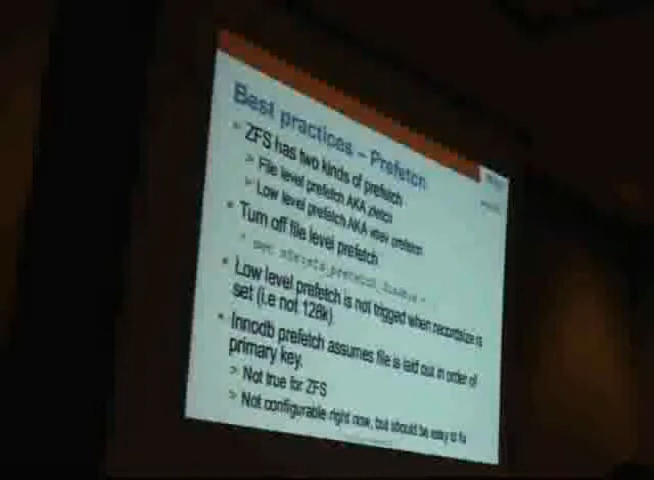 Best practices – Prefetch
ZFS has two kinds of prefetch
> File level prefetch AKA zfetch
> Low level prefetch AKA vdev prefetch
Turn off file level prefetch
set zfs:zfs_prefetch_disable
Low level prefetch is not trigged when recordsize is
set (i.e not 128k)
Innodb prefetch assumes file is laid out in order of
primary key.
> Not true for ZFS
> Not configurable right now, but should be easy to fix